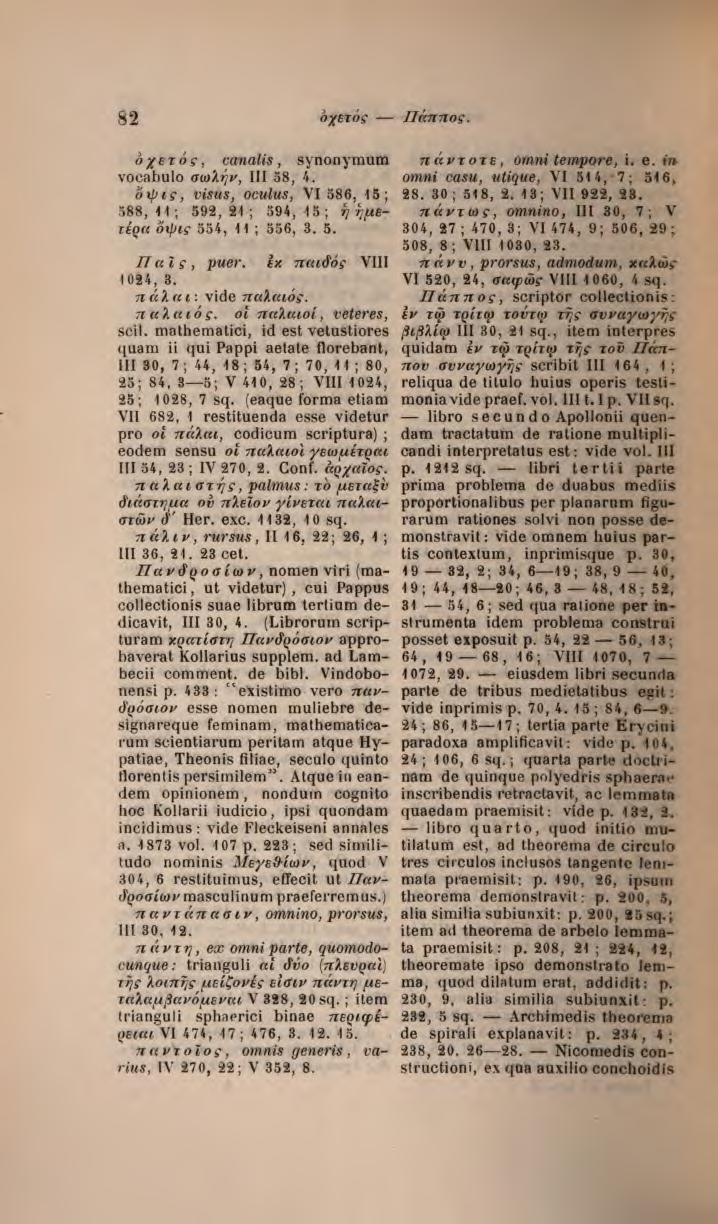 82
ὀχετός — Πάππος.
ὀχετός, canalis, synonymum
vocabulo σωλήν, III 58, 4.
ὄψις, visus, oculus, VI 586, 15;
588, 11; 592, 21; 594, 15; ἡ ἡμε-
τέρα ὄψις 554, 11; 556, 3. 5.
Παῖς, puer. ἐκ παιδός VIII
1024, 3.
πάλαι: vide παλαιός.
παλαιός. οἱ παλαιοί, veteres,
scil. mathematici, id est vetustiores
quam ii qui Pappi aetate florebant,
III 30, 7; 44, 18; 54, 7; 70, 11; 80,
25; 84, 3—5; V 410, 28; VIII 1024,
25; 1028, 7 sq. (eaque forma etiam
VII 682, 1 restituenda esse videtur
pro οἱ πάλαι, codicum scriptura);
eodem sensu οἱ παλαιοὶ γεωμέτραι
III 54, 23; IV 270, 2. Conf. ἀρχαῖος.
παλαιστής, palmus: τὸ μεταξὺ
διάστημα οὐ πλεῖον γίνεται παλαι-
στῶν δ´ Her. exc. 1132, 10 sq.
πάλιν, rursus, II 16, 22; 26, 1;
III 36, 21. 23 cet.
Πανδροσίων, nomen viri (ma-
thematici, ut videtur), cui Pappus
collectionis suae librum tertium de-
dicavit, III 30, 4. (Librorum scrip-
turam κρατίστη Πανδρόσιον appro-
baverat Kollarius supplem. ad Lam-
becii comment. de bibl. Vindobo-
nensi p. 433: "existimo vero παν-
δρόσιον esse nomen muliebre de-
signareque feminam, mathematica-
rum scientiarum peritam atque Hy-
patiae, Theonis filiae, seculo quinto
florentis persimilem". Atque in ean-
dem opinionem, nondum cognito
hoc Kollarii iudicio, ipsi quondam
incidimus: vide Fleckeiseni annales
a. 1873 vol. 107 p. 223; sed simili-
tudo nominis Μεγεθίων, quod V
304, 6 restituimus, effecit ut Παν-
δροσίων masculinum praeferremus.)
παντάπασιν, omnino, prorsus,
III 30, 12.
πάντη, ex omni parte, quomodo-
cunque: trianguli αἱ δύο (πλευραὶ)
τῆς λοιπῆς μείζονές εἰσιν πάντη με-
ταλαμβανόμεναι V 328, 20 sq.; item
trianguli sphaerici binae περιφέ-
ρειαι VI 474, 17; 476, 3. 12. 15.
παντοῖος, omnis generis, va-
rius, IV 270, 22; V 352, 8.
πάντοτε, omni tempore, i. e. in
omni casu, utique, VI 514, 7; 516,
28. 30; 518, 2. 13; VII 922, 23.
πάντως, omnino, III 30, 7; V
304, 27; 470, 3; VI 474, 9; 506, 29;
508, 8; VIII 1030, 23.
πάνυ, prorsus, admodum, καλῶς
VI 520, 24, σαφῶς VIII 1060, 4 sq.
Πάππος, scriptor collectionis:
ἐν τῷ τρίτῳ τούτῳ τῆς συναγωγῆς
βιβλίῳ III 30, 21 sq., item interpres
quidam ἐν τῷ τρίτῳ τῆς τοῦ Πάπ-
που συναγωγῆς scribit III 164, 1;
reliqua de titulo huius operis testi-
monia vide praef. vol. III t. I p. VII sq.
— libro secundo Apollonii quen-
dam tractatum de ratione multipli-
candi interpretatus est: vide vol. III
p. 1212 sq. — libri tertii parte
prima problema de duabus mediis
proportionalibus per planarum figu-
rarum rationes solvi non posse de-
monstravit: vide omnem huius par-
tis contextum, inprimisque p. 30,
19 — 32, 2; 34, 6—19; 38, 9 — 40,
19; 44, 18—20; 46, 3 — 48, 18; 52,
31 — 54, 6; sed qua ratione per in-
strumenta idem problema construi
posset exposuit p. 54, 22 — 56, 13;
64, 19 — 68, 16; VIII 1070, 7 —
1072, 29. — eiusdem libri secunda
parte de tribus medietatibus egit:
vide inprimis p. 70, 4. 15; 84, 6—9.
24; 86, 15—17; tertia parte Erycini
paradoxa amplificavit: vide p. 104,
24; 106, 6 sq.; quarta parte doctri-
nam de quinque polyedris sphaerae
inscribendis retractavit, ac lemmata
quaedam praemisit: vide p. 132, 2.
— libro quarto, quod initio mu-
tilatum est, ad theorema de circulo
tres circulos inclusos tangente lem-
mata praemisit: p. 190, 26, ipsum
theorema demonstravit: p. 200, 5,
alia similia subiunxit: p. 200, 25 sq.;
item ad theorema de arbelo lemma-
ta praemisit: p. 208, 21; 224, 12,
theoremate ipso demonstrato lem-
ma, quod dilatum erat, addidit: p.
230, 9, alia similia subiunxit: p.
232, 5 sq. — Archimedis theorema
de spirali explanavit: p. 234, 4;
238, 20. 26—28. — Nicomedis con-
structioni, ex qua auxilio conchoidis